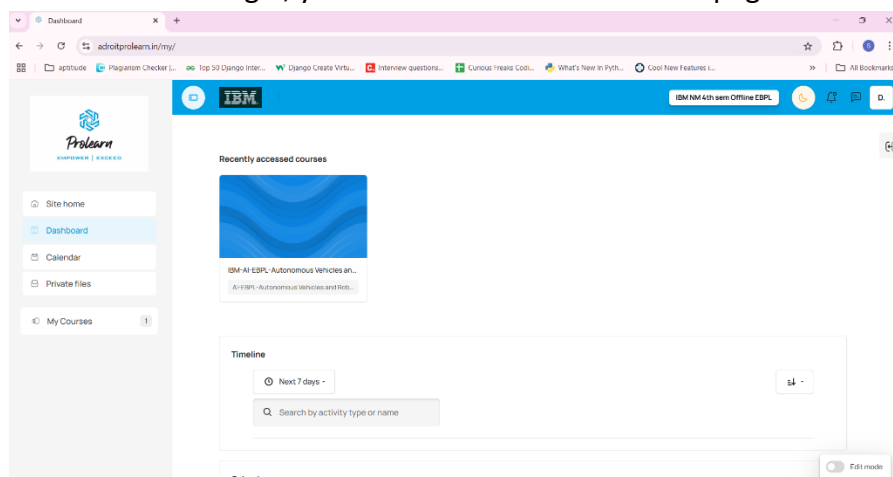 Dashboard
adroitprolearn.in/my/
aptitude
Plagiarism Checker |...
Top 50 Django Inter...
Django Create Virtu...
Interview questions...
Curious Freaks Codi...
What's New In Pyth...
Cool New Features i...
»
All Bookmarks
IBM
IBM NM 4th sem Offline EBPL
D.
Prolearn
EMPOWER | EXCEED
Recently accessed courses
Site home
Dashboard
Calendar
Private files
My Courses 1
IBM-AI-EBPL-Autonomous Vehicles an...
AI-EBPL-Autonomous Vehicles and Rob...
Timeline
Next 7 days
Search by activity type or name
Edit mode